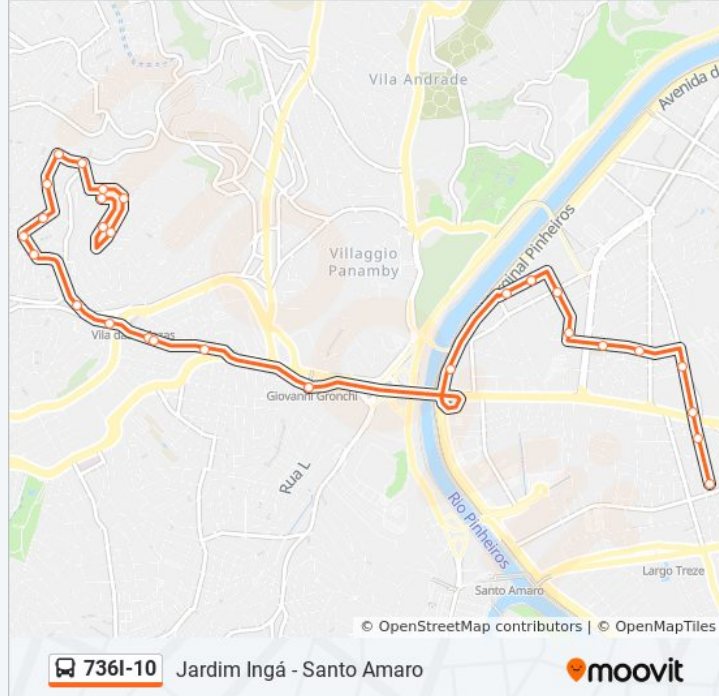 Vila Andrade
Avenida d
ginal Pinheiros
Villaggio
Panamby
Giovanni Gronchi
Rua L
Rio Pinheiros
Largo Treze
Santo Amaro
© OpenStreetMap contributors | © OpenMapTiles
736I-10 Jardim Ingá - Santo Amaro moovit